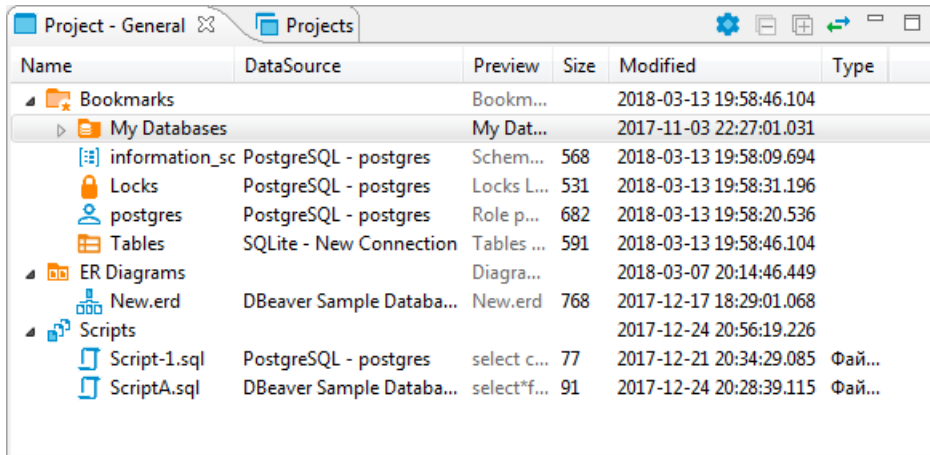 Project - General Projects
Name DataSource Preview Size Modified Type
Bookmarks Bookm... 2018-03-13 19:58:46.104
My Databases My Dat... 2017-11-03 22:27:01.031
information_sc PostgreSQL - postgres Schem... 568 2018-03-13 19:58:09.694
Locks PostgreSQL - postgres Locks L... 531 2018-03-13 19:58:31.196
postgres PostgreSQL - postgres Role p... 682 2018-03-13 19:58:20.536
Tables SQLite - New Connection Tables ... 591 2018-03-13 19:58:46.104
ER Diagrams Diagra... 2018-03-07 20:14:46.449
New.erd DBeaver Sample Databa... New.erd 768 2017-12-17 18:29:01.068
Scripts 2017-12-24 20:56:19.226
Script-1.sql PostgreSQL - postgres select c... 77 2017-12-21 20:34:29.085 Фай...
ScriptA.sql DBeaver Sample Databa... select*f... 91 2017-12-24 20:28:39.115 Фай...